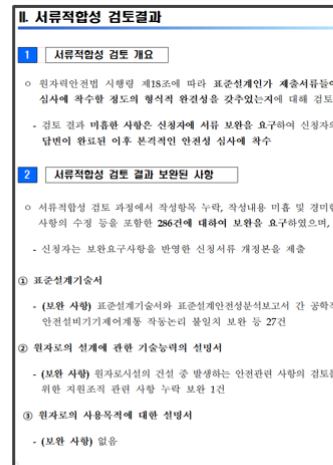 Ⅱ. 서류적합성 검토결과
1 서류적합성 검토 개요
○ 원자력안전법 시행령 제18조에 따라 표준설계인가 제출서류들이
심사에 착수할 정도의 형식적 완결성을 갖추었는지에 대해 검토
- 검토 결과 미흡한 사항은 신청자에 서류 보완을 요구하여 신청자의
답변이 완료된 이후 본격적인 안전성 심사에 착수
2 서류적합성 검토 결과 보완된 사항
○ 서류적합성 검토 과정에서 작성항목 누락, 작성내용 미흡 및 경미한
사항의 수정 등을 포함한 286건에 대하여 보완을 요구하였으며,
- 신청자는 보완요구사항을 반영한 신청서류 개정본을 제출
① 표준설계기술서
- (보완 사항) 표준설계기술서와 표준설계안전성분석보고서 간 공학적
안전설비기기제어계통 작동논리 불일치 보완 등 27건
② 원자로의 설계에 관한 기술능력의 설명서
- (보완 사항) 원자로시설의 건설 중 발생하는 안전관련 사항의 검토를
위한 지원조직 관련 사항 누락 보완 1건
③ 원자로의 사용목적에 대한 설명서
- (보완 사항) 없음